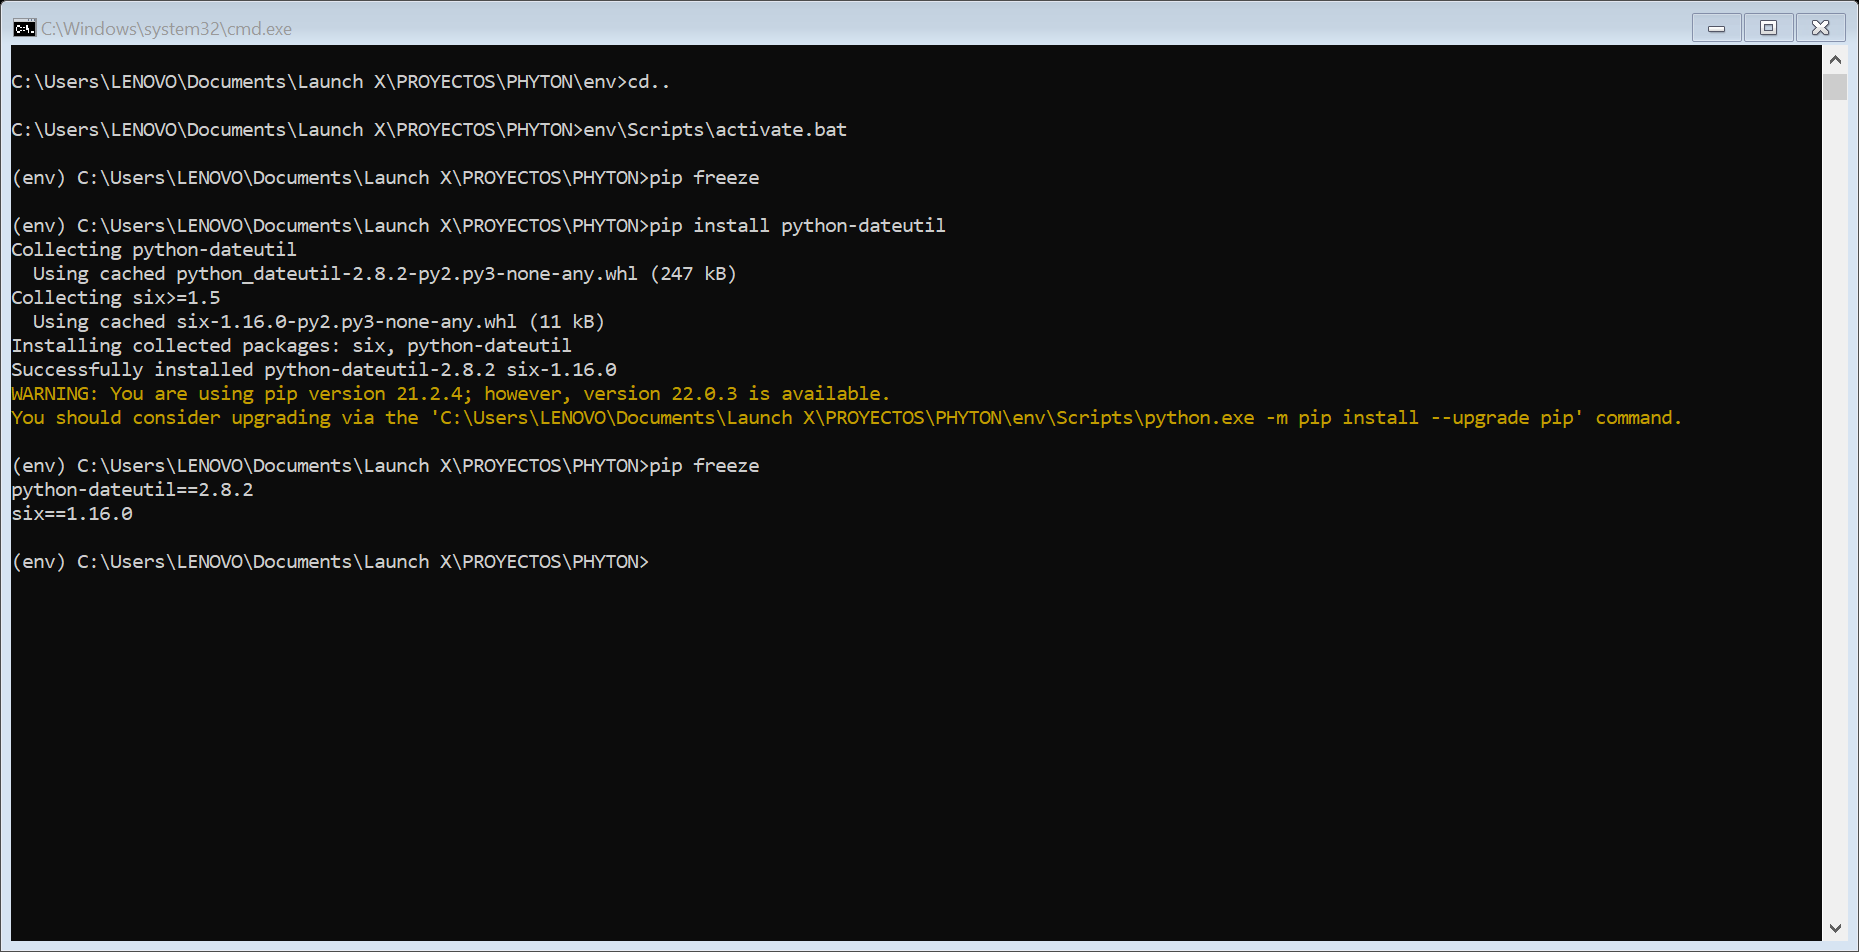 C:\Windows\system32\cmd.exe
C:\Users\LENOVO\Documents\Launch X\PROYECTOS\PHYTON\env>cd..
C:\Users\LENOVO\Documents\Launch X\PROYECTOS\PHYTON>env\Scripts\activate.bat
(env) C:\Users\LENOVO\Documents\Launch X\PROYECTOS\PHYTON>pip freeze
(env) C:\Users\LENOVO\Documents\Launch X\PROYECTOS\PHYTON>pip install python-dateutil
Collecting python-dateutil
  Using cached python_dateutil-2.8.2-py2.py3-none-any.whl (247 kB)
Collecting six>=1.5
  Using cached six-1.16.0-py2.py3-none-any.whl (11 kB)
Installing collected packages: six, python-dateutil
Successfully installed python-dateutil-2.8.2 six-1.16.0
WARNING: You are using pip version 21.2.4; however, version 22.0.3 is available.
You should consider upgrading via the 'C:\Users\LENOVO\Documents\Launch X\PROYECTOS\PHYTON\env\Scripts\python.exe -m pip install --upgrade pip' command.
(env) C:\Users\LENOVO\Documents\Launch X\PROYECTOS\PHYTON>pip freeze
python-dateutil==2.8.2
six==1.16.0
(env) C:\Users\LENOVO\Documents\Launch X\PROYECTOS\PHYTON>